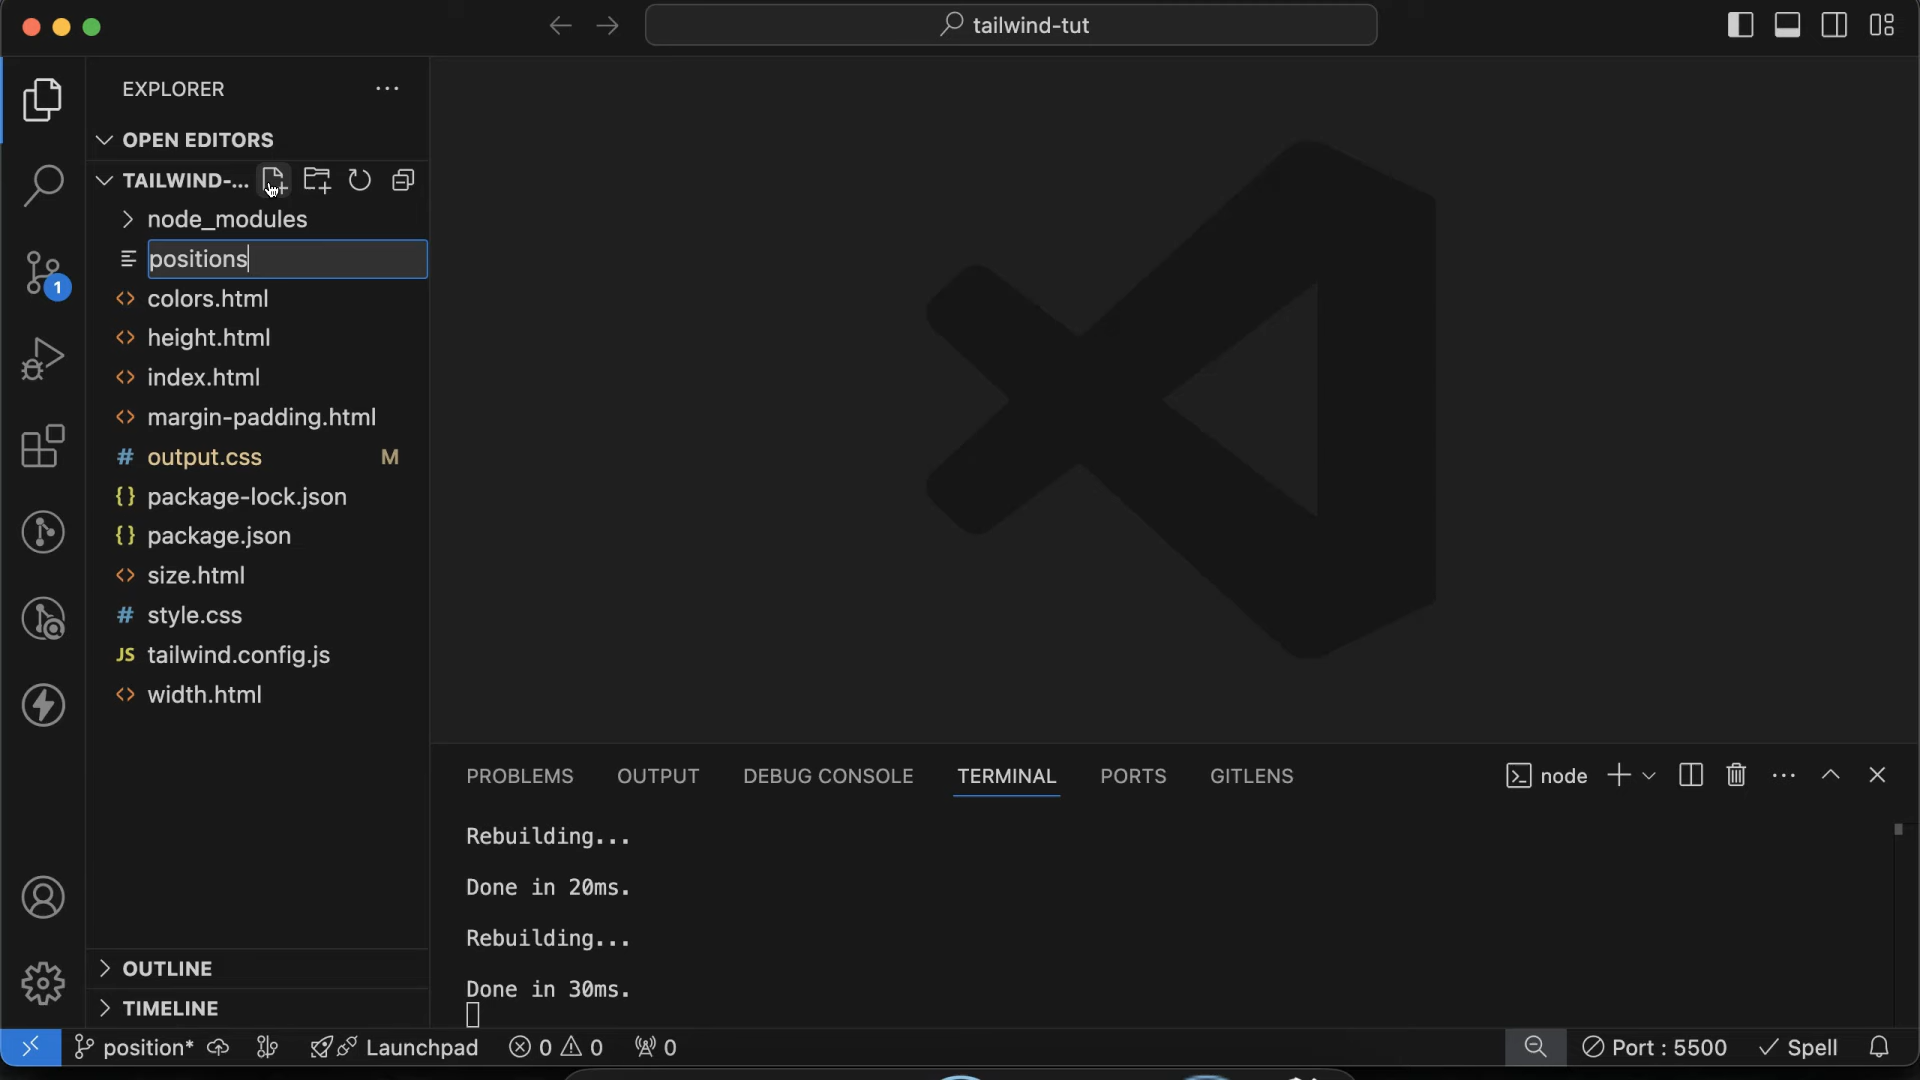 tailwind-tut
EXPLORER
OPEN EDITORS
TAILWIND-...
node_modules
positions
colors.html
height.html
index.html
margin-padding.html
output.css M
package-lock.json
package.json
size.html
style.css
JS tailwind.config.js
width.html
OUTLINE
TIMELINE
1
PROBLEMS OUTPUT DEBUG CONSOLE TERMINAL PORTS GITLENS node
Rebuilding...
Done in 20ms.
Rebuilding...
Done in 30ms.
position* Launchpad 0 0 0 Port : 5500 Spell